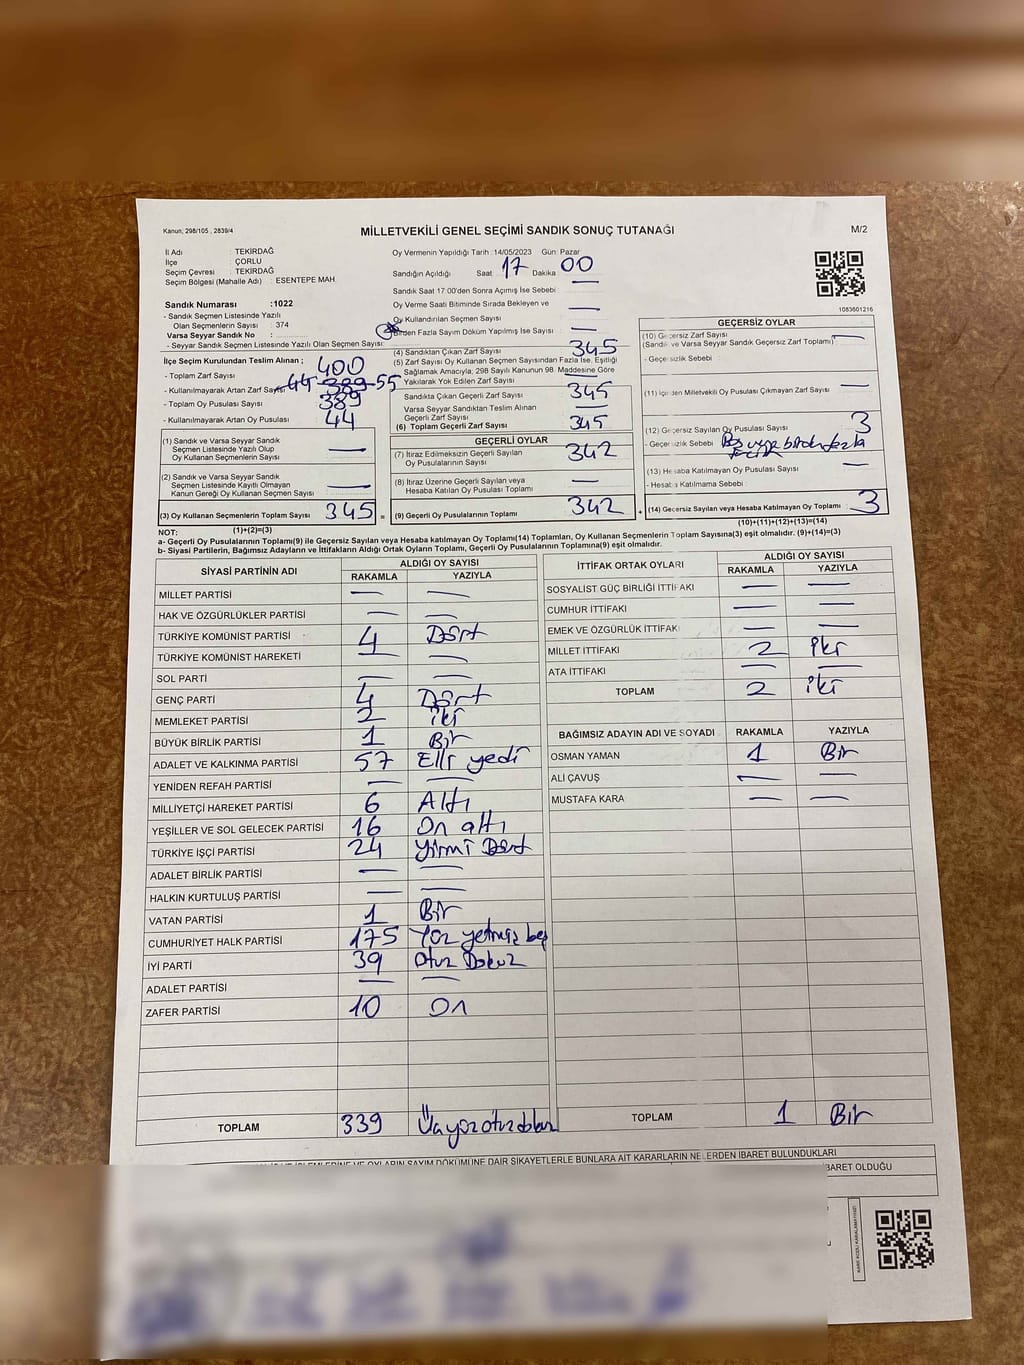 Kanun; 298/105 , 2839/4
MİLLETVEKİLİ GENEL SEÇİMİ SANDIK SONUÇ TUTANAĞI
M/2
İl Adı : TEKİRDAĞ
İlçe : ÇORLU
Seçim Çevresi : TEKİRDAĞ
Seçim Bölgesi (Mahalle Adı) : ESENTEPE MAH.
Sandık Numarası :1022
- Sandık Seçmen Listesinde Yazılı
Olan Seçmenlerin Sayısı : 374
Varsa Seyyar Sandık No :
- Seyyar Sandık Seçmen Listesinde Yazılı Olan Seçmen Sayısı:
Oy Vermenin Yapıldığı Tarih :14/05/2023 Gün: Pazar
Sandığın Açıldığı Saat 17 Dakika 00
Sandık Saat 17:00'den Sonra Açılmış İse Sebebi : —
Oy Verme Saati Bitiminde Sırada Bekleyen ve
Oy Kullandırılan Seçmen Sayısı —
Birden Fazla Sayım Döküm Yapılmış İse Sayısı : —
1083601216
İlçe Seçim Kurulundan Teslim Alınan ;
- Toplam Zarf Sayısı 400
- Kullanılmayarak Artan Zarf Sayısı 44 389 55
- Toplam Oy Pusulası Sayısı 389
- Kullanılmayarak Artan Oy Pusulası 44
(1) Sandık ve Varsa Seyyar Sandık
Seçmen Listesinde Yazılı Olup
Oy Kullanan Seçmenlerin Sayısı —
(2) Sandık ve Varsa Seyyar Sandık
Seçmen Listesinde Kayıtlı Olmayan
Kanun Gereği Oy Kullanan Seçmen Sayısı —
(3) Oy Kullanan Seçmenlerin Toplam Sayısı 345 =
(1)+(2)=(3)
(4) Sandıktan Çıkan Zarf Sayısı 345
(5) Zarf Sayısı Oy Kullanan Seçmen Sayısından Fazla İse, Eşitliği
Sağlamak Amacıyla; 298 Sayılı Kanunun 98. Maddesine Göre
Yakılarak Yok Edilen Zarf Sayısı —
Sandıkta Çıkan Geçerli Zarf Sayısı 345
Varsa Seyyar Sandıktan Teslim Alınan
Geçerli Zarf Sayısı —
(6) Toplam Geçerli Zarf Sayısı 345
GEÇERLİ OYLAR
(7) İtiraz Edilmeksizin Geçerli Sayılan
Oy Pusulalarının Sayısı 342
(8) İtiraz Üzerine Geçerli Sayılan veya
Hesaba Katılan Oy Pusulası Toplamı —
(9) Geçerli Oy Pusulalarının Toplamı 342 +
GEÇERSİZ OYLAR
(10) Geçersiz Zarf Sayısı
(Sandık ve Varsa Seyyar Sandık Geçersiz Zarf Toplamı) —
- Geçersizlik Sebebi :
(11) İçinden Milletvekili Oy Pusulası Çıkmayan Zarf Sayısı —
(12) Geçersiz Sayılan Oy Pusulası Sayısı 3
- Geçersizlik Sebebi : Boş veya birden fazla
(13) Hesaba Katılmayan Oy Pusulası Sayısı —
- Hesaba Katılmama Sebebi :
(14) Geçersiz Sayılan veya Hesaba Katılmayan Oy Toplamı 3
(10)+(11)+(12)+(13)=(14)
NOT:
a- Geçerli Oy Pusulalarının Toplamı(9) ile Geçersiz Sayılan veya Hesaba katılmayan Oy Toplamı(14) Toplamları, Oy Kullanan Seçmenlerin Toplam Sayısına(3) eşit olmalıdır. (9)+(14)=(3)
b- Siyasi Partilerin, Bağımsız Adayların ve İttifakların Aldığı Ortak Oyların Toplamı, Geçerli Oy Pusulalarının Toplamına(9) eşit olmalıdır.
SİYASİ PARTİNİN ADI
ALDIĞI OY SAYISI
RAKAMLA YAZIYLA
MİLLET PARTİSİ — —
HAK VE ÖZGÜRLÜKLER PARTİSİ — —
TÜRKİYE KOMÜNİST PARTİSİ 4 Dört
TÜRKİYE KOMÜNİST HAREKETİ — —
SOL PARTİ — —
GENÇ PARTİ 4 Dört
MEMLEKET PARTİSİ 2 İki
BÜYÜK BİRLİK PARTİSİ 1 Bir
ADALET VE KALKINMA PARTİSİ 57 Elli yedi
YENİDEN REFAH PARTİSİ — —
MİLLİYETÇİ HAREKET PARTİSİ 6 Altı
YEŞİLLER VE SOL GELECEK PARTİSİ 16 On altı
TÜRKİYE İŞÇİ PARTİSİ 24 Yirmi Dört
ADALET BİRLİK PARTİSİ — —
HALKIN KURTULUŞ PARTİSİ — —
VATAN PARTİSİ 1 Bir
CUMHURİYET HALK PARTİSİ 175 Yüz yetmiş beş
İYİ PARTİ 39 Otuz Dokuz
ADALET PARTİSİ — —
ZAFER PARTİSİ 10 On
TOPLAM 339 Üç yüz otuz dokuz
İTTİFAK ORTAK OYLARI
ALDIĞI OY SAYISI
RAKAMLA YAZIYLA
SOSYALİST GÜÇ BİRLİĞİ İTTİFAKI — —
CUMHUR İTTİFAKI — —
EMEK VE ÖZGÜRLÜK İTTİFAKI — —
MİLLET İTTİFAKI 2 İki
ATA İTTİFAKI — —
TOPLAM 2 iki
BAĞIMSIZ ADAYIN ADI VE SOYADI RAKAMLA YAZIYLA
OSMAN YAMAN 1 Bir
ALİ ÇAVUŞ — —
MUSTAFA KARA — —
TOPLAM 1 Bir
İŞLEMLERİNE VE OYLARIN SAYIM DÖKÜMÜNE DAİR ŞİKAYETLERLE BUNLARA AİT KARARLARIN NELERDEN İBARET BULUNDUKLARI
İBARET OLDUĞU
KARE KODU KARALAMAYINIZ!